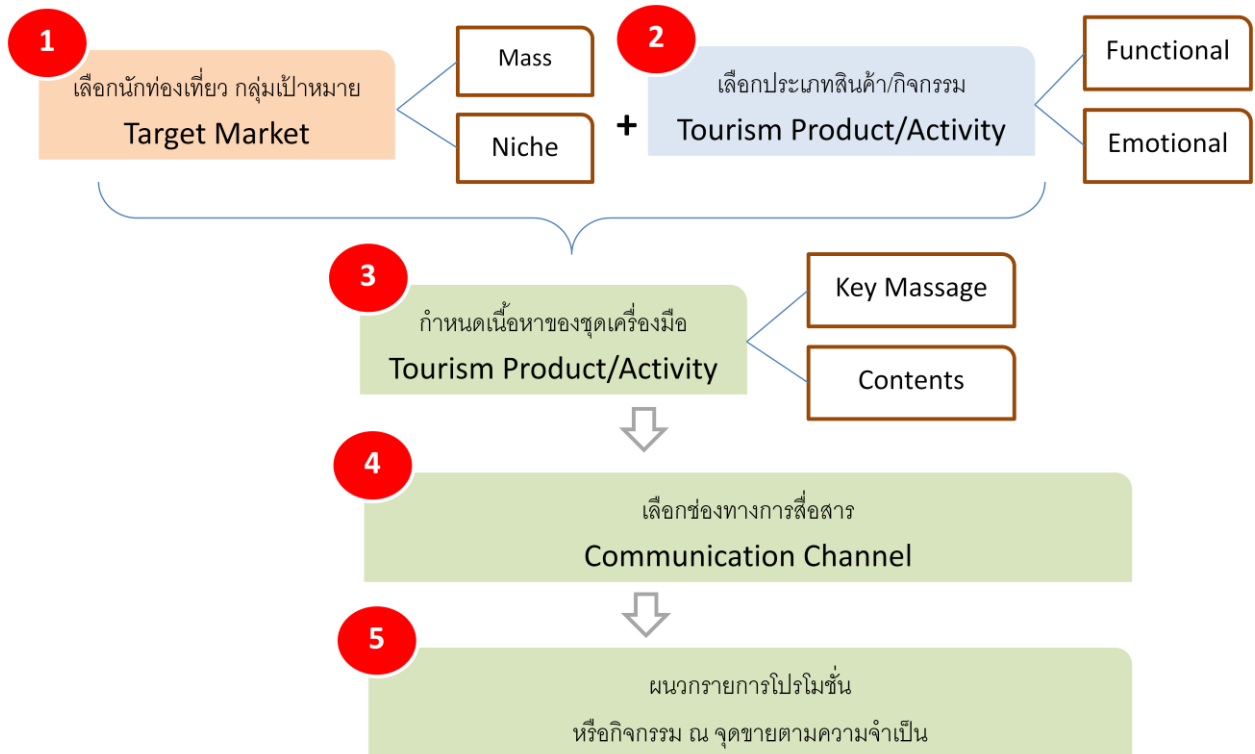 1
เลือกนักท่องเที่ยว กลุ่มเป้าหมาย
Target Market
Mass
Niche
+
2
เลือกประเภทสินค้า/กิจกรรม
Tourism Product/Activity
Functional
Emotional
3
กำหนดเนื้อหาของชุดเครื่องมือ
Tourism Product/Activity
Key Massage
Contents
4
เลือกช่องทางการสื่อสาร
Communication Channel
5
ผนวกรายการโปรโมชั่น
หรือกิจกรรม ณ จุดขายตามความจำเป็น